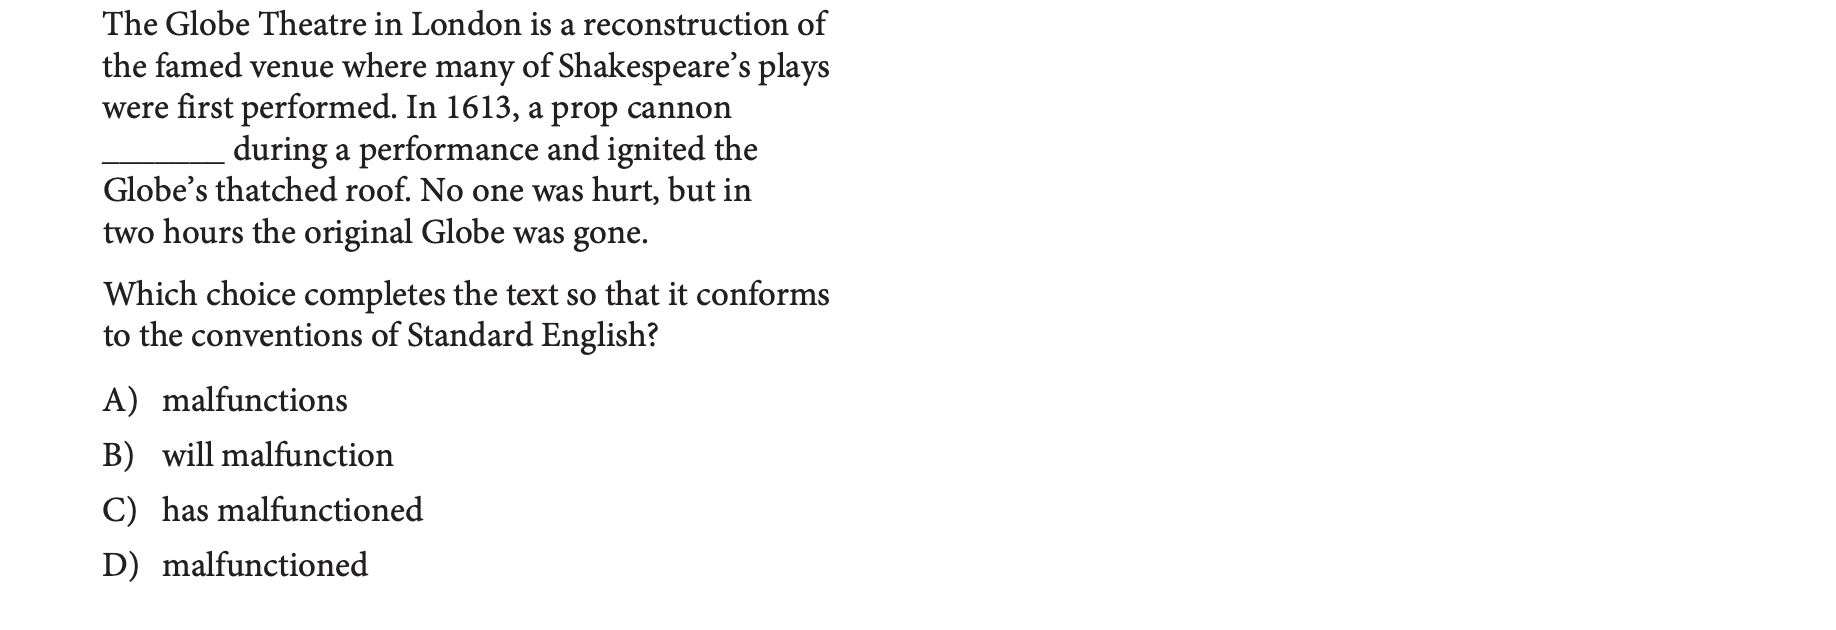 The Globe Theatre in London is a reconstruction of
the famed venue where many of Shakespeare’s plays
were first performed. In 1613, a prop cannon
_______ during a performance and ignited the
Globe’s thatched roof. No one was hurt, but in
two hours the original Globe was gone.
Which choice completes the text so that it conforms
to the conventions of Standard English?
A) malfunctions
B) will malfunction
C) has malfunctioned
D) malfunctioned